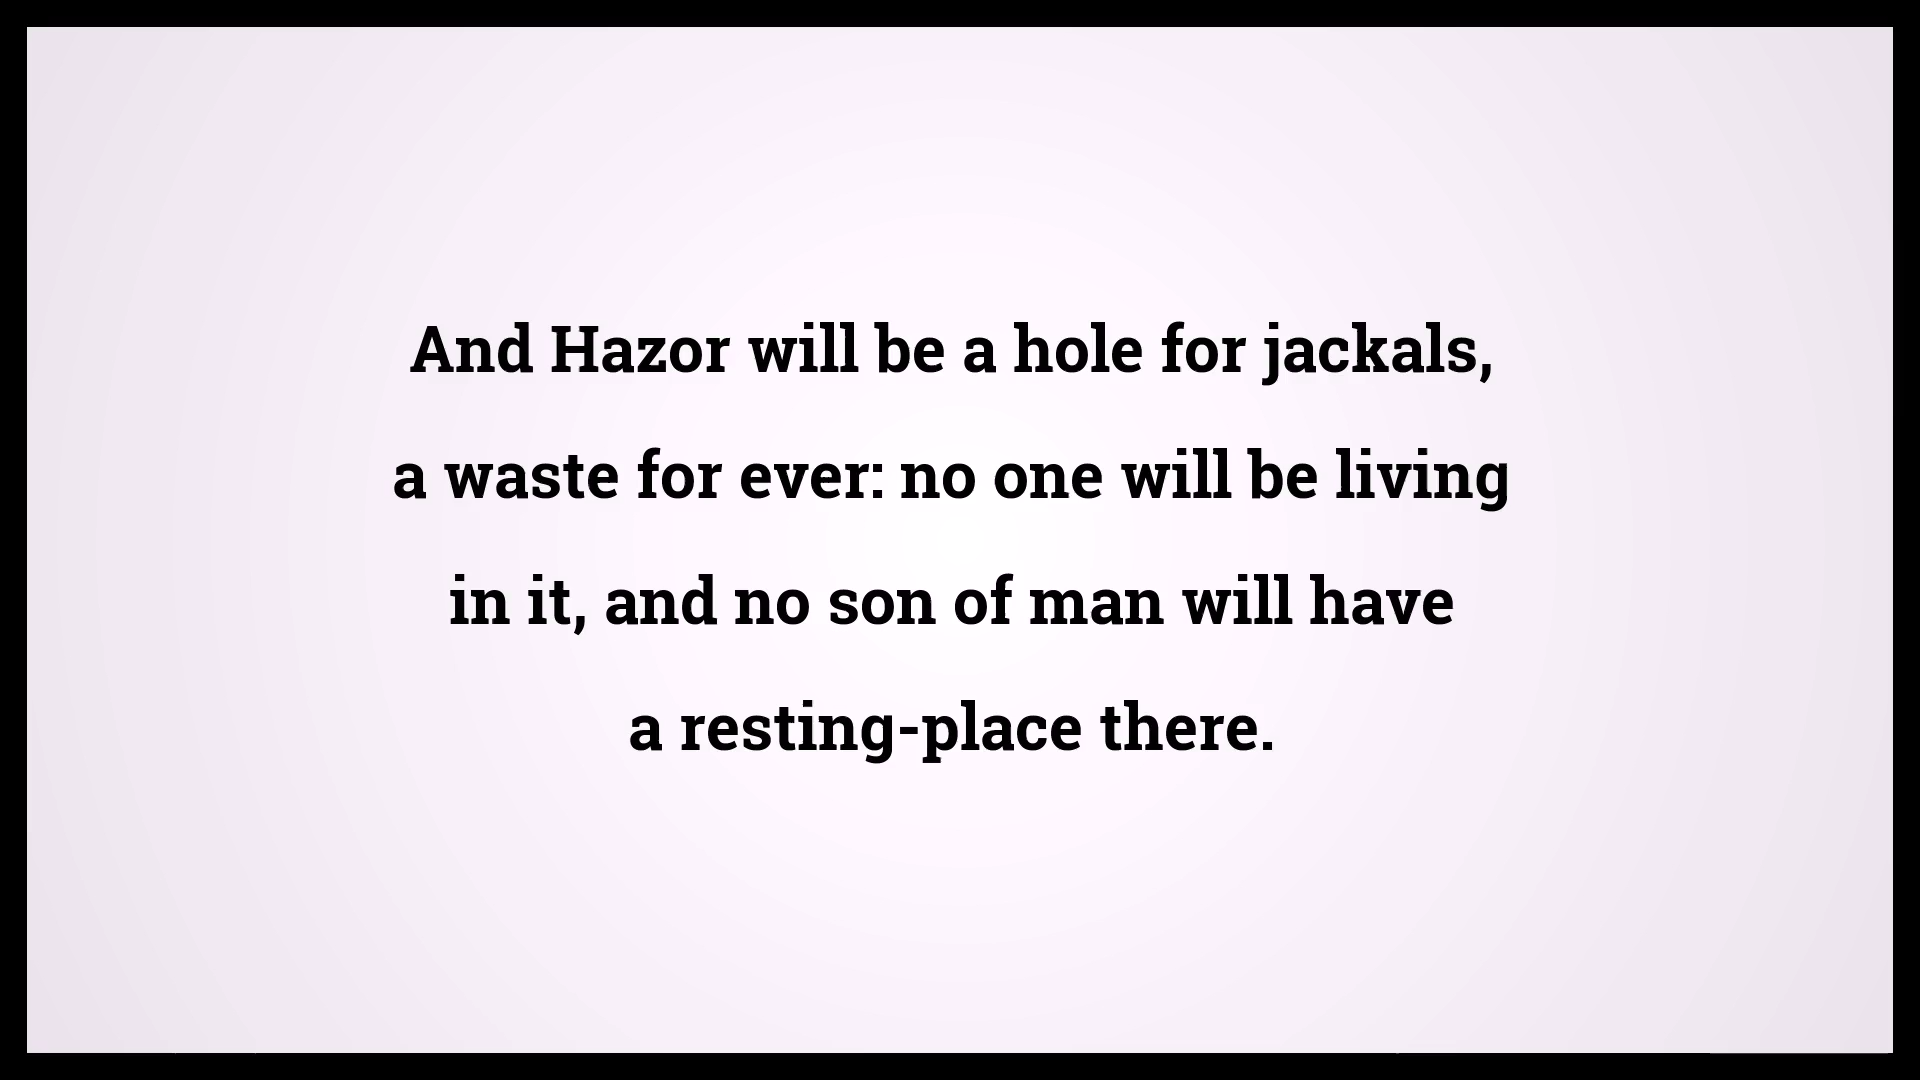 And Hazor will be a hole for jackals,
a waste for ever: no one will be living
in it, and no son of man will have
a resting-place there.